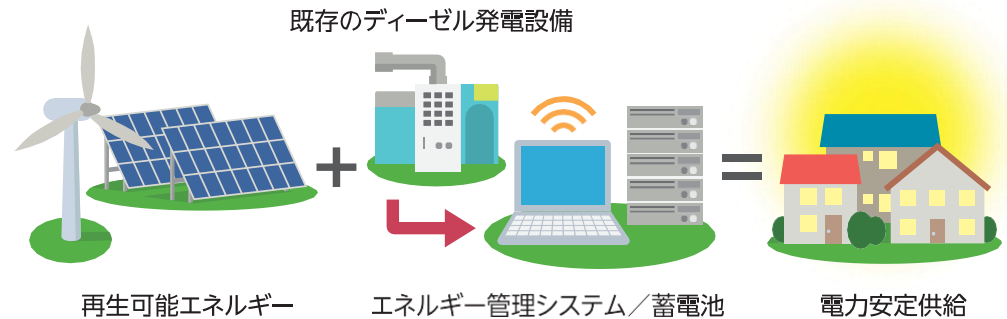 既存のディーゼル発電設備
再生可能エネルギー
エネルギー管理システム／蓄電池
電力安定供給